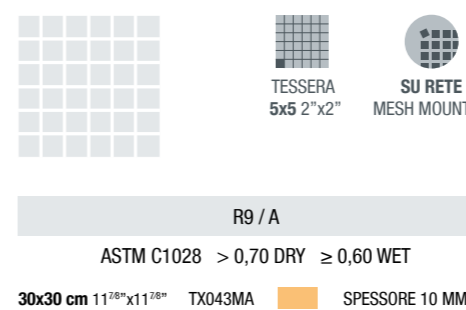 TESSERA
5x5 2”x2”
SU RETE
MESH MOUNT
R9 / A
ASTM C1028 > 0,70 DRY ≥ 0,60 WET
30x30 cm 11⁷/⁸”x11⁷/⁸” TX043MA SPESSORE 10 MM